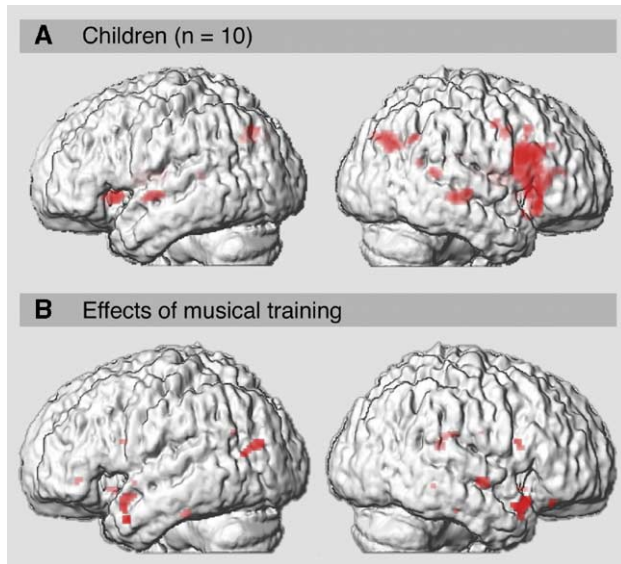 A Children (n = 10)
B Effects of musical training